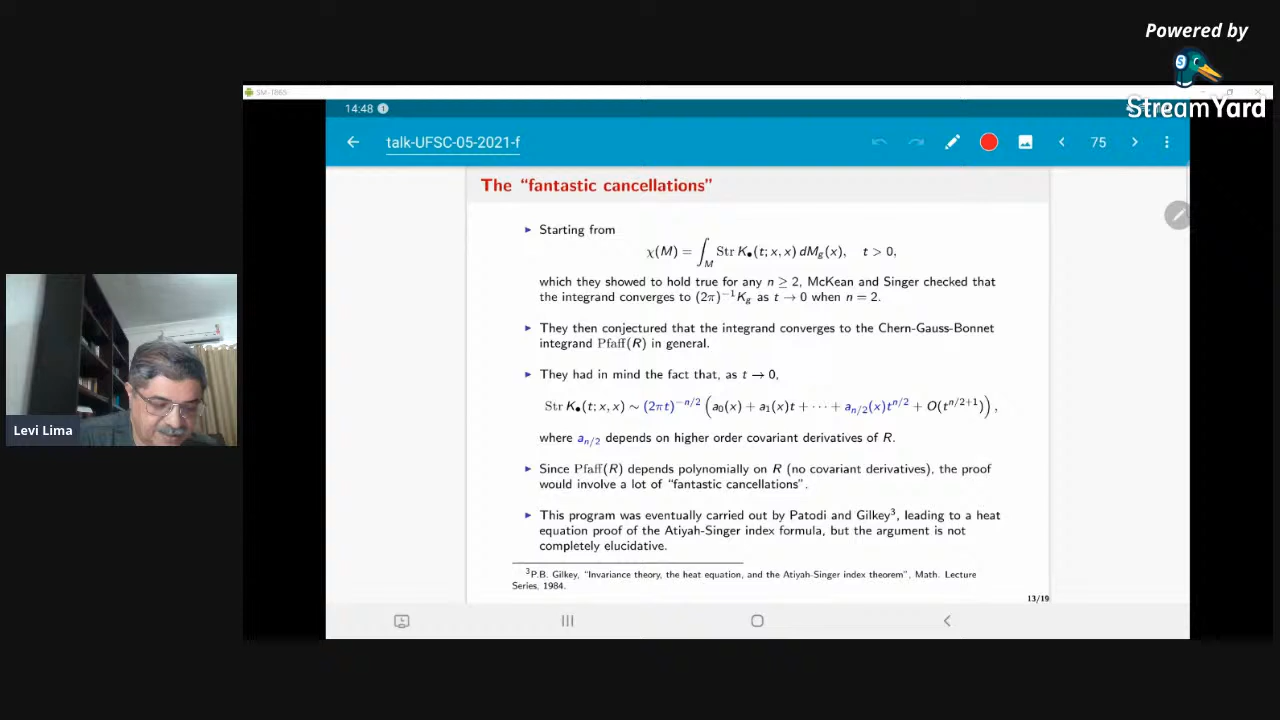 Powered by
S
StreamYard
SM-T865
14:48
talk-UFSC-05-2021-f
75
The “fantastic cancellations”
► Starting from
χ(M) = ∫_M Str K_•(t; x, x) dM_g(x), t > 0,
which they showed to hold true for any n ≥ 2, McKean and Singer checked that
the integrand converges to (2π)^{-1}K_g as t → 0 when n = 2.
► They then conjectured that the integrand converges to the Chern-Gauss-Bonnet
integrand Pfaff(R) in general.
► They had in mind the fact that, as t → 0,
Str K_•(t; x, x) ∼ (2πt)^{-n/2} (a_0(x) + a_1(x)t + ⋯ + a_{n/2}(x)t^{n/2} + O(t^{n/2+1})),
where a_{n/2} depends on higher order covariant derivatives of R.
► Since Pfaff(R) depends polynomially on R (no covariant derivatives), the proof
would involve a lot of “fantastic cancellations”.
► This program was eventually carried out by Patodi and Gilkey³, leading to a heat
equation proof of the Atiyah-Singer index formula, but the argument is not
completely elucidative.
³P.B. Gilkey, “Invariance theory, the heat equation, and the Atiyah-Singer index theorem”, Math. Lecture
Series, 1984.
13/19
Levi Lima